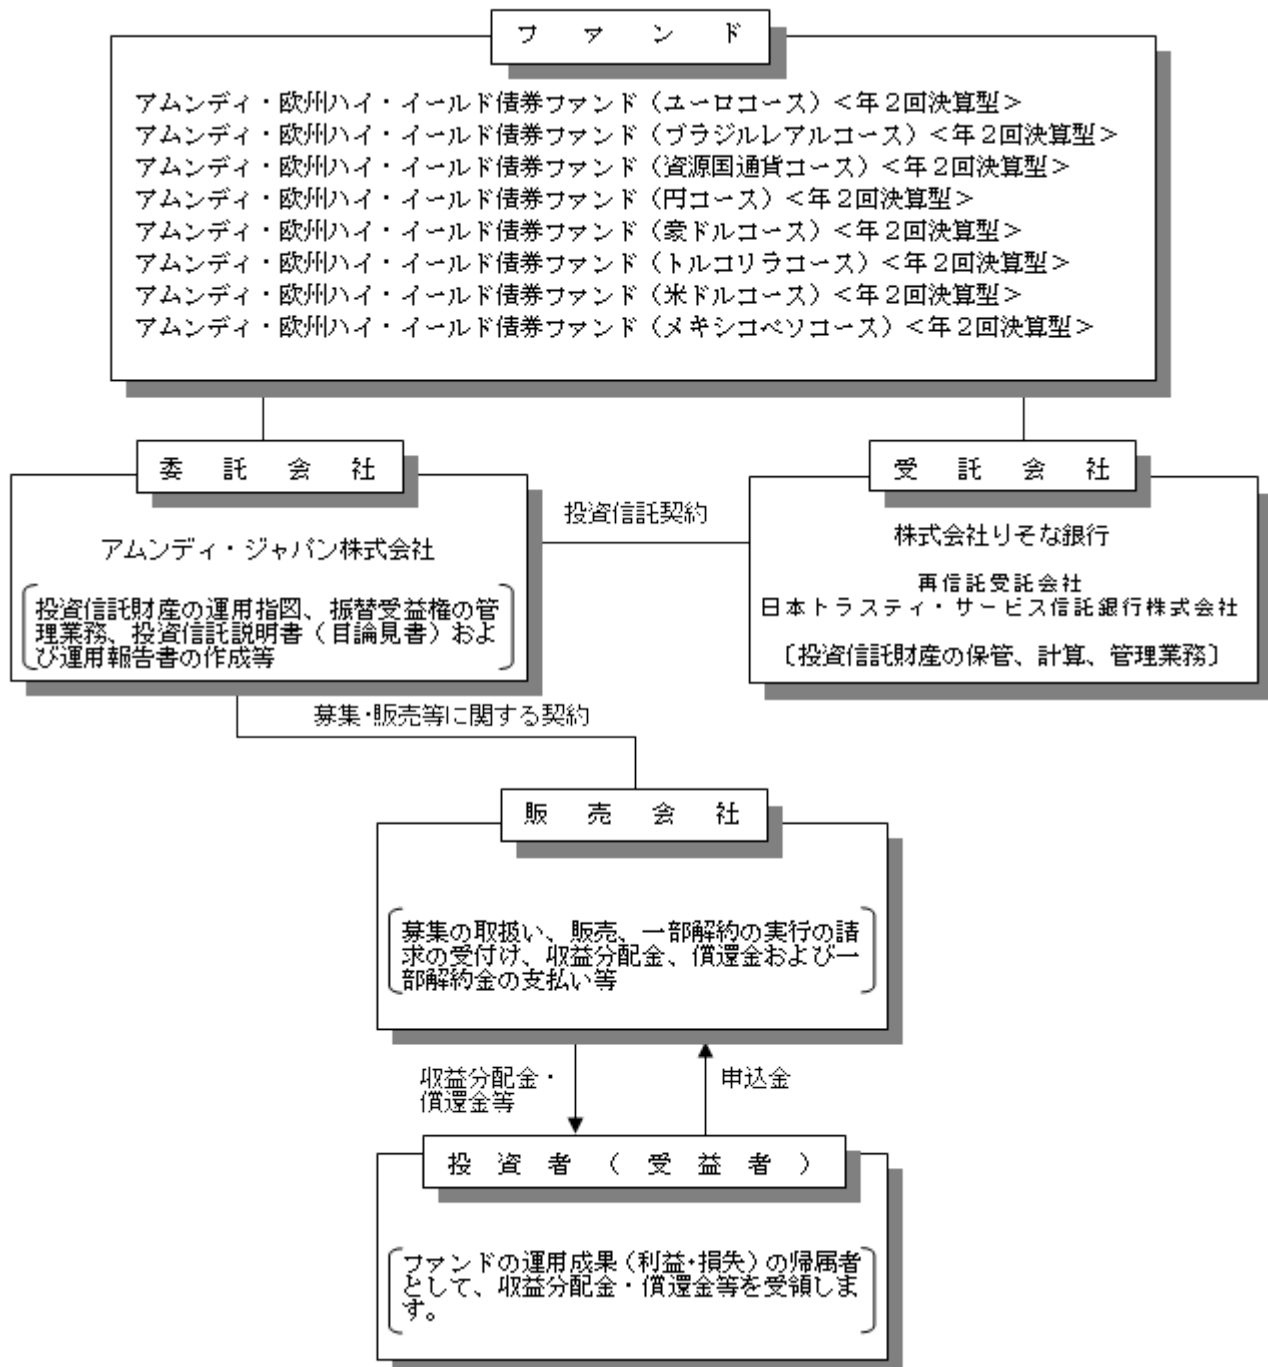 ファンド
アムンディ・欧州ハイ・イールド債券ファンド（ユーロコース）＜年２回決算型＞
アムンディ・欧州ハイ・イールド債券ファンド（ブラジルレアルコース）＜年２回決算型＞
アムンディ・欧州ハイ・イールド債券ファンド（資源国通貨コース）＜年２回決算型＞
アムンディ・欧州ハイ・イールド債券ファンド（円コース）＜年２回決算型＞
アムンディ・欧州ハイ・イールド債券ファンド（豪ドルコース）＜年２回決算型＞
アムンディ・欧州ハイ・イールド債券ファンド（トルコリラコース）＜年２回決算型＞
アムンディ・欧州ハイ・イールド債券ファンド（米ドルコース）＜年２回決算型＞
アムンディ・欧州ハイ・イールド債券ファンド（メキシコペソコース）＜年２回決算型＞
委託会社
アムンディ・ジャパン株式会社
投資信託財産の運用指図、振替受益権の管
理業務、投資信託説明書（目論見書）およ
び運用報告書の作成等
投資信託契約
受託会社
株式会社りそな銀行
再信託受託会社
日本トラスティ・サービス信託銀行株式会社
〔投資信託財産の保管、計算、管理業務〕
募集・販売等に関する契約
販売会社
募集の取扱い、販売、一部解約の実行の請
求の受付け、収益分配金、償還金および一
部解約金の支払い等
収益分配金・
償還金等
申込金
投資者（受益者）
ファンドの運用成果（利益・損失）の帰属者
として、収益分配金・償還金等を受領しま
す。